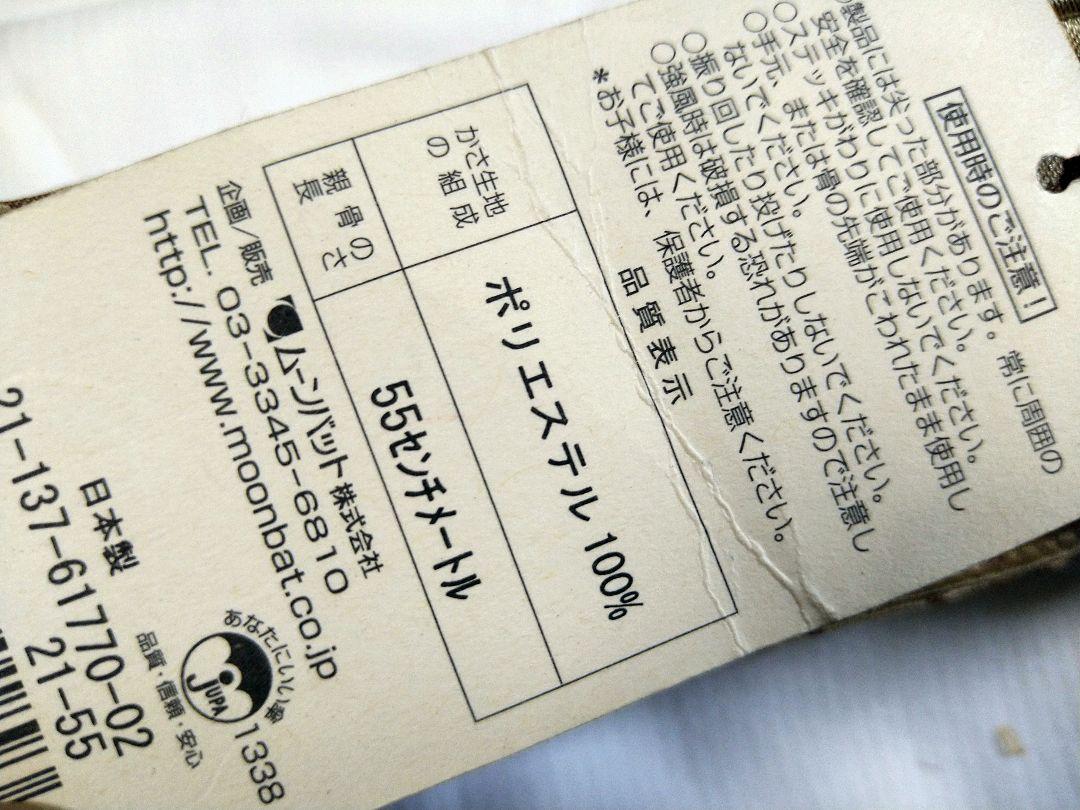 使用時のご注意!
○製品には尖った部分があります。常に周囲の
安全を確認してご使用ください。
○ステッキがわりに使用しないでください。
○手元、または骨の先端がこわれたまま使用し
ないでください。
○振り回したり投げたりしないでください。
○強風時は破損する恐れがありますので注意し
てご使用ください。
*お子様には、保護者からご注意ください。
品質表示
かさ生地の組成
ポリエステル 100%
親骨の長さ
55センチメートル
企画/販売 ムーンバット株式会社
TEL. 03-3345-6810
http://www.moonbat.co.jp
あなたにいい傘
JUPA
品質・信頼・安心
1338
日本製
21-137-61770-02
21-55